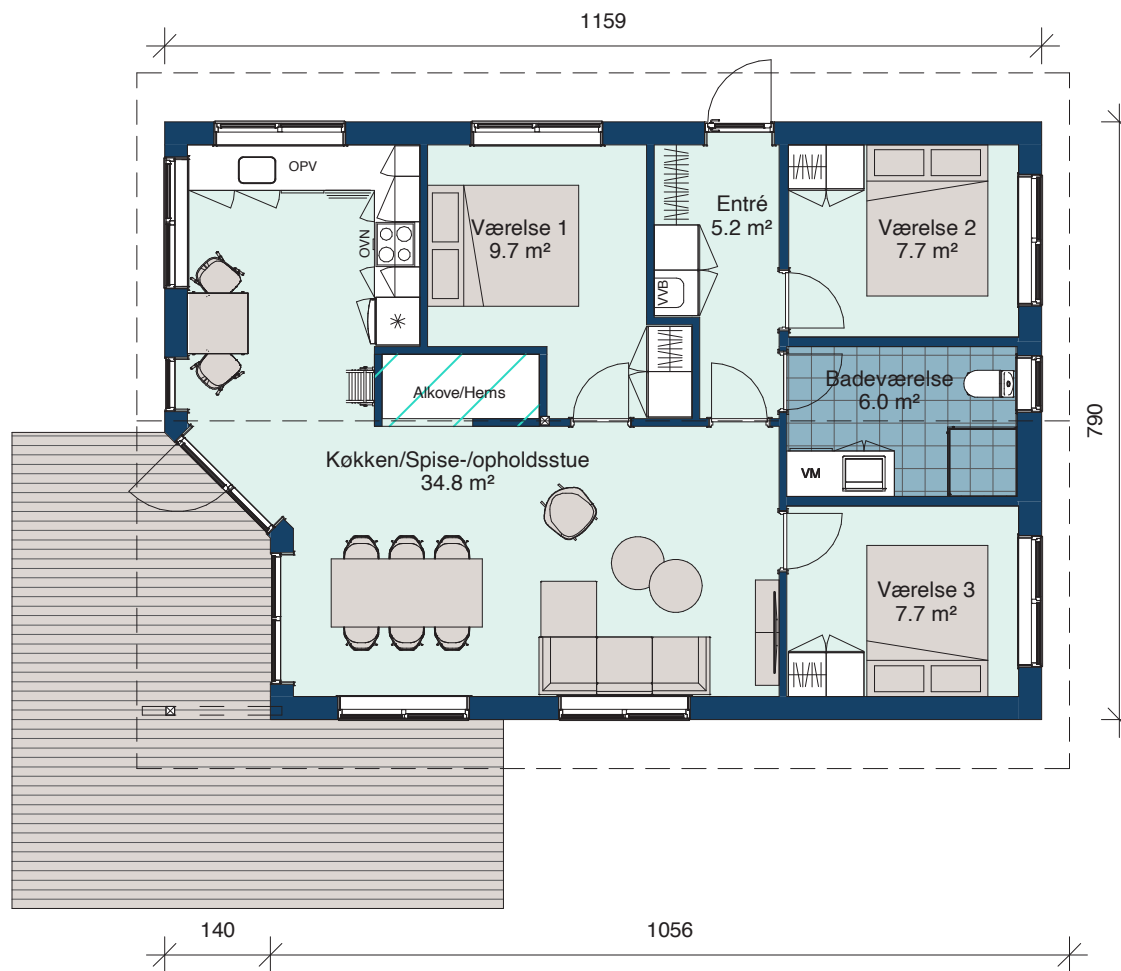 1159
OPV
OVN
Værelse 1
9.7 m²
Entré
5.2 m²
VVB
Værelse 2
7.7 m²
Alkove/Hems
Badeværelse
6.0 m²
VM
790
Køkken/Spise-/opholdsstue
34.8 m²
Værelse 3
7.7 m²
140
1056